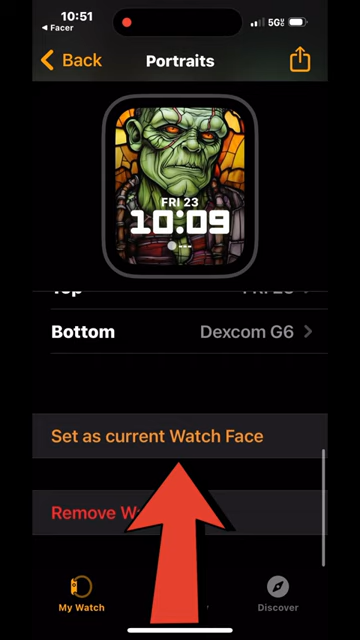 10:51
5G
◀ Facer
Back
Portraits
FRI 23
10:09
Bottom
Dexcom G6
Set as current Watch Face
Remove
My Watch
Discover